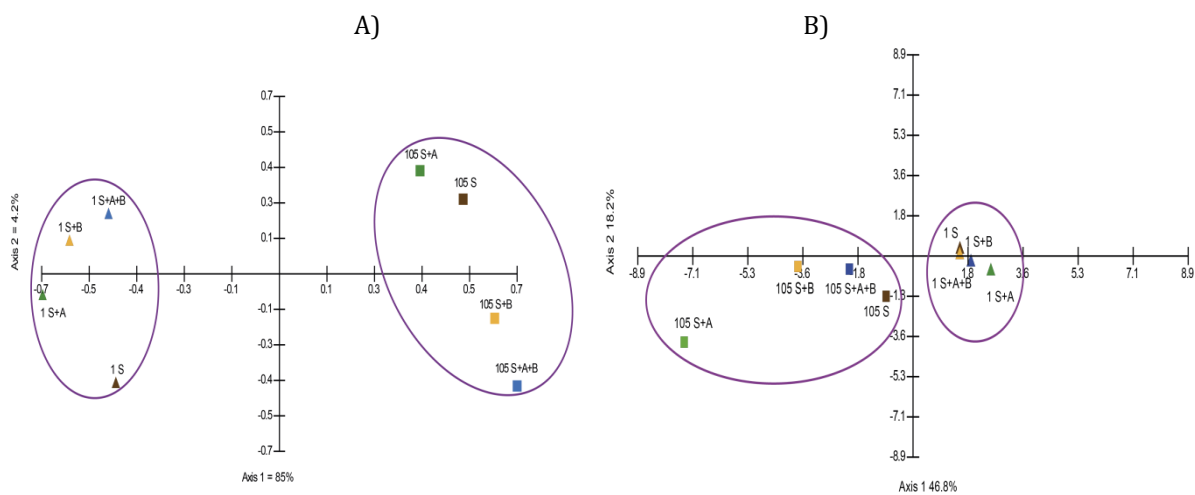 A)
B)
0.7
0.5
0.4
0.3
0.1
-0.7 -0.5 -0.4 -0.3 -0.1 0.1 0.3 0.4 0.5 0.7
-0.1
-0.3
-0.4
-0.5
-0.7
Axis 2 = 4.2%
Axis 1 = 85%
1 S+A+B
1 S+B
1 S+A
1 S
105 S+A
105 S
105 S+B
105 S+A+B
8.9
7.1
5.3
3.6
1.8
-8.9 -7.1 -5.3 -3.6 -1.8 1.8 3.6 5.3 7.1 8.9
-1.8
-3.6
-5.3
-7.1
-8.9
Axis 2 18.2%
Axis 1 46.8%
105 S+B
105 S+A+B
105 S
105 S+A
1 S
1 S+B
1 S+A+B
1 S+A